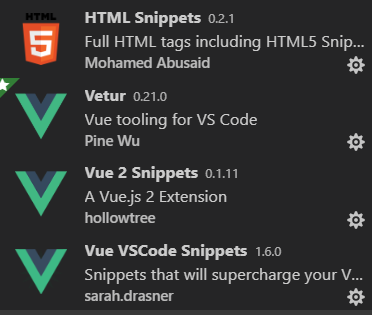 HTML Snippets 0.2.1
Full HTML tags including HTML5 Snip...
Mohamed Abusaid
Vetur 0.21.0
Vue tooling for VS Code
Pine Wu
Vue 2 Snippets 0.1.11
A Vue.js 2 Extension
hollowtree
Vue VSCode Snippets 1.6.0
Snippets that will supercharge your V...
sarah.drasner